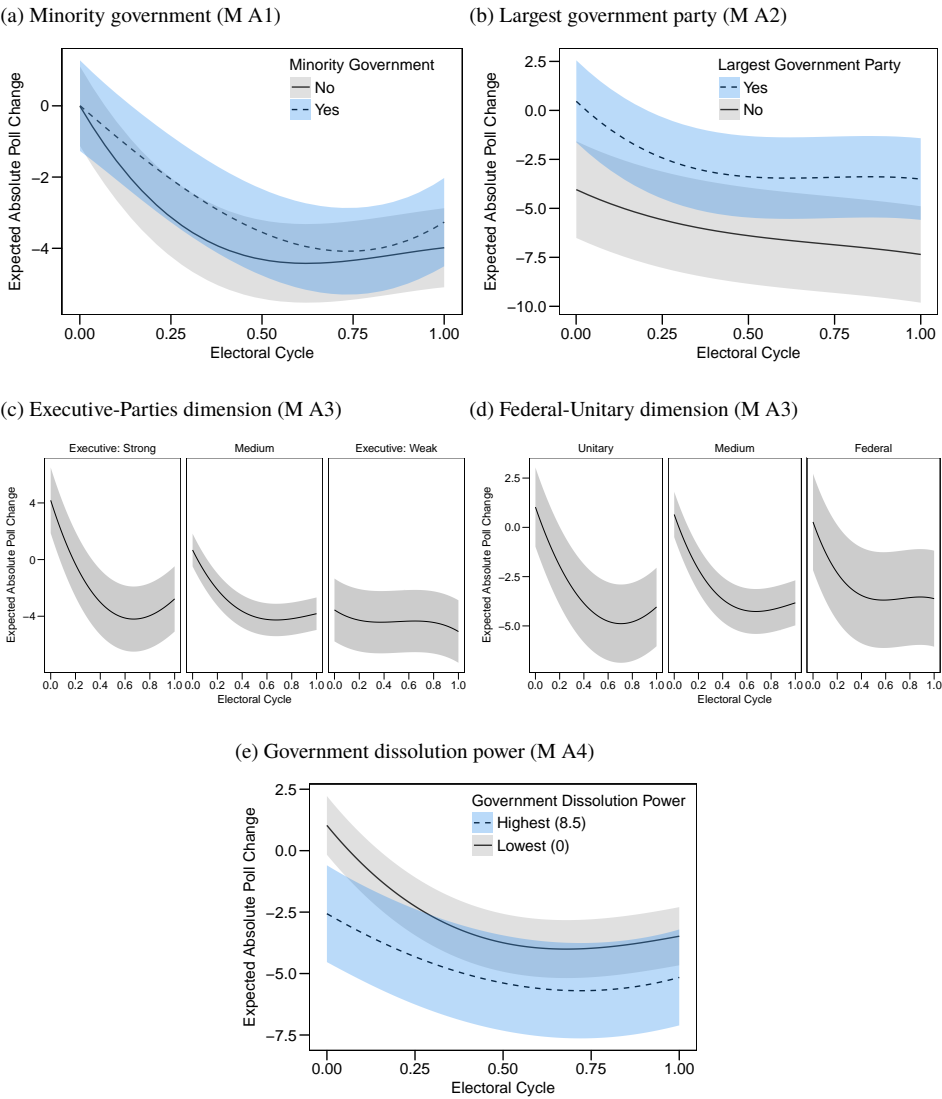 (a) Minority government (M A1)
(b) Largest government party (M A2)
Minority Government
No
Yes
Expected Absolute Poll Change
0
−2
−4
0.00 0.25 0.50 0.75 1.00
Electoral Cycle
Largest Government Party
Yes
No
Expected Absolute Poll Change
2.5
0.0
−2.5
−5.0
−7.5
−10.0
0.00 0.25 0.50 0.75 1.00
Electoral Cycle
(c) Executive-Parties dimension (M A3)
(d) Federal-Unitary dimension (M A3)
Executive: Strong Medium Executive: Weak
Expected Absolute Poll Change
4
0
−4
0.0 0.2 0.4 0.6 0.8 1.0 0.0 0.2 0.4 0.6 0.8 1.0 0.0 0.2 0.4 0.6 0.8 1.0
Electoral Cycle
Unitary Medium Federal
Expected Absolute Poll Change
2.5
0.0
−2.5
−5.0
0.0 0.2 0.4 0.6 0.8 1.0 0.0 0.2 0.4 0.6 0.8 1.0 0.0 0.2 0.4 0.6 0.8 1.0
Electoral Cycle
(e) Government dissolution power (M A4)
Government Dissolution Power
Highest (8.5)
Lowest (0)
Expected Absolute Poll Change
2.5
0.0
−2.5
−5.0
−7.5
0.00 0.25 0.50 0.75 1.00
Electoral Cycle